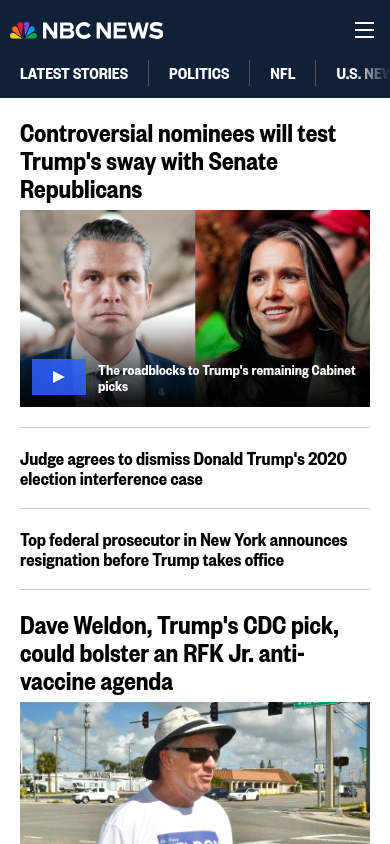 NBC NEWS
LATEST STORIES
POLITICS
NFL
U.S. NEW
Controversial nominees will test
Trump's sway with Senate
Republicans
The roadblocks to Trump's remaining Cabinet
picks
Judge agrees to dismiss Donald Trump's 2020
election interference case
Top federal prosecutor in New York announces
resignation before Trump takes office
Dave Weldon, Trump's CDC pick,
could bolster an RFK Jr. anti-
vaccine agenda